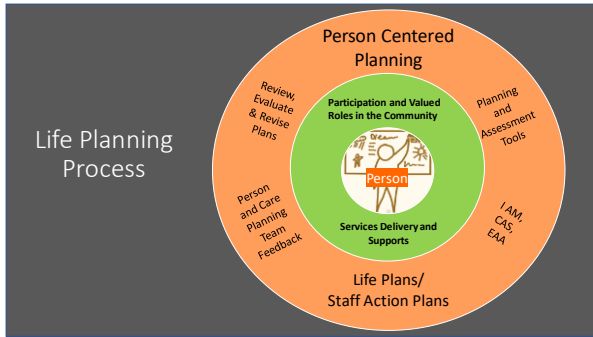 Life Planning
Process
Person Centered
Planning
Planning
and
Assessment
Tools
I AM,
CAS,
EAA
Life Plans/
Staff Action Plans
Person
and Care
Planning
Team
Feedback
Review,
Evaluate
& Revise
Plans
Participation and Valued
Roles in the Community
Person
Services Delivery and
Supports